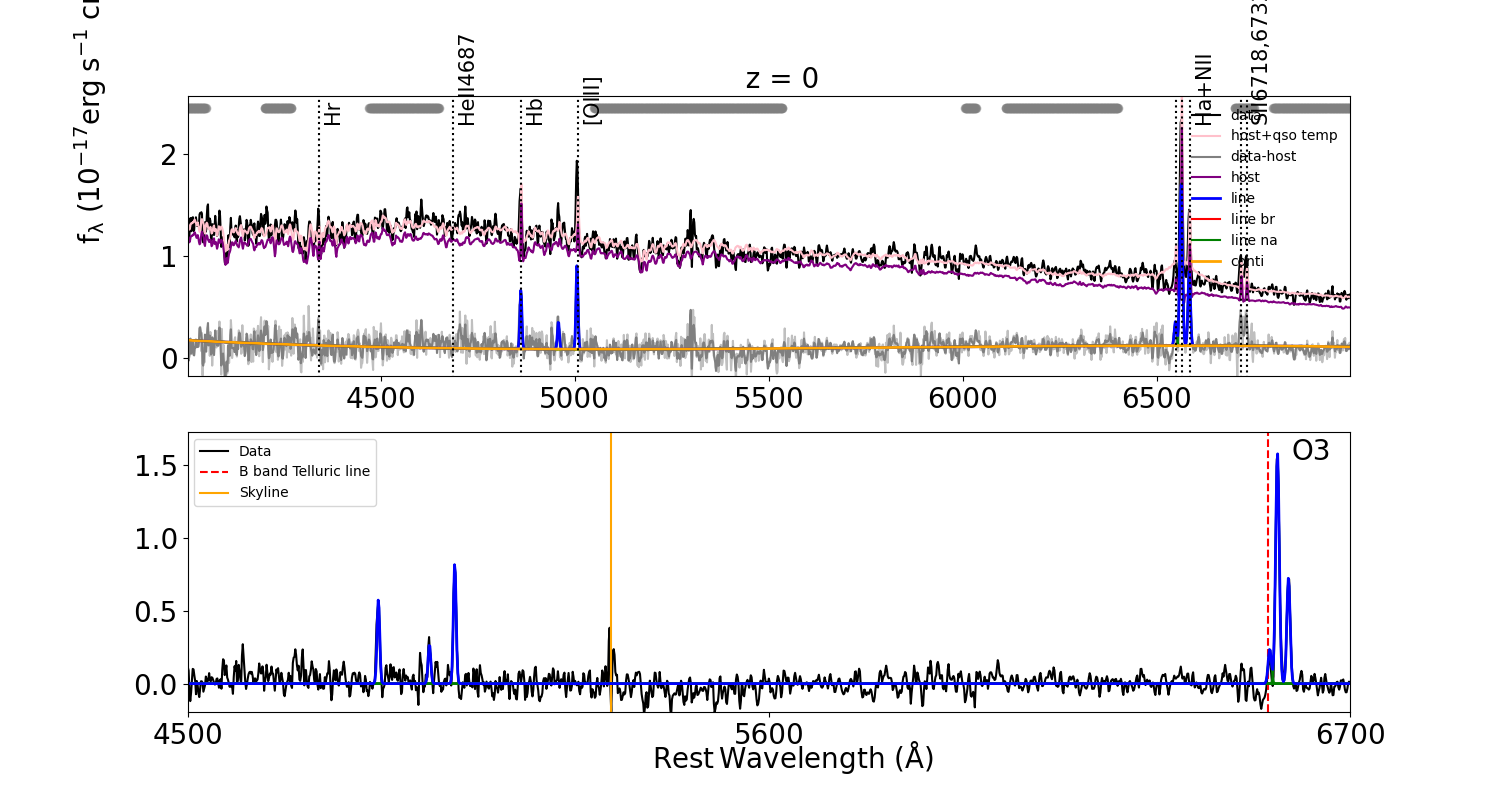 z = 0
f_λ (10^−17 erg s^−1
Hr
HeII4687
Hb
[OIII]
Ha+NII
SII6718,673
data
host+qso temp
data-host
host
line
line br
line na
conti
2
1
0
4500 5000 5500 6000 6500
Data
B band Telluric line
Skyline
O3
1.5
1.0
0.5
0.0
4500 5600 6700
Rest Wavelength (Å)